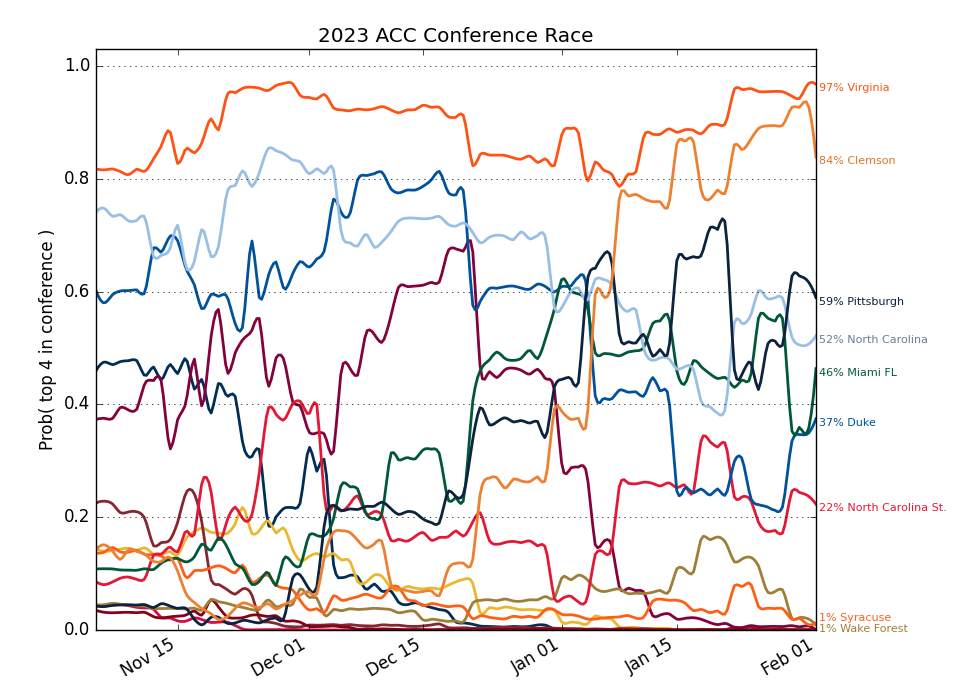 2023 ACC Conference Race
Prob( top 4 in conference )
1.0
0.8
0.6
0.4
0.2
0.0
Nov 15
Dec 01
Dec 15
Jan 01
Jan 15
Feb 01
97% Virginia
84% Clemson
59% Pittsburgh
52% North Carolina
46% Miami FL
37% Duke
22% North Carolina St.
1% Syracuse
1% Wake Forest